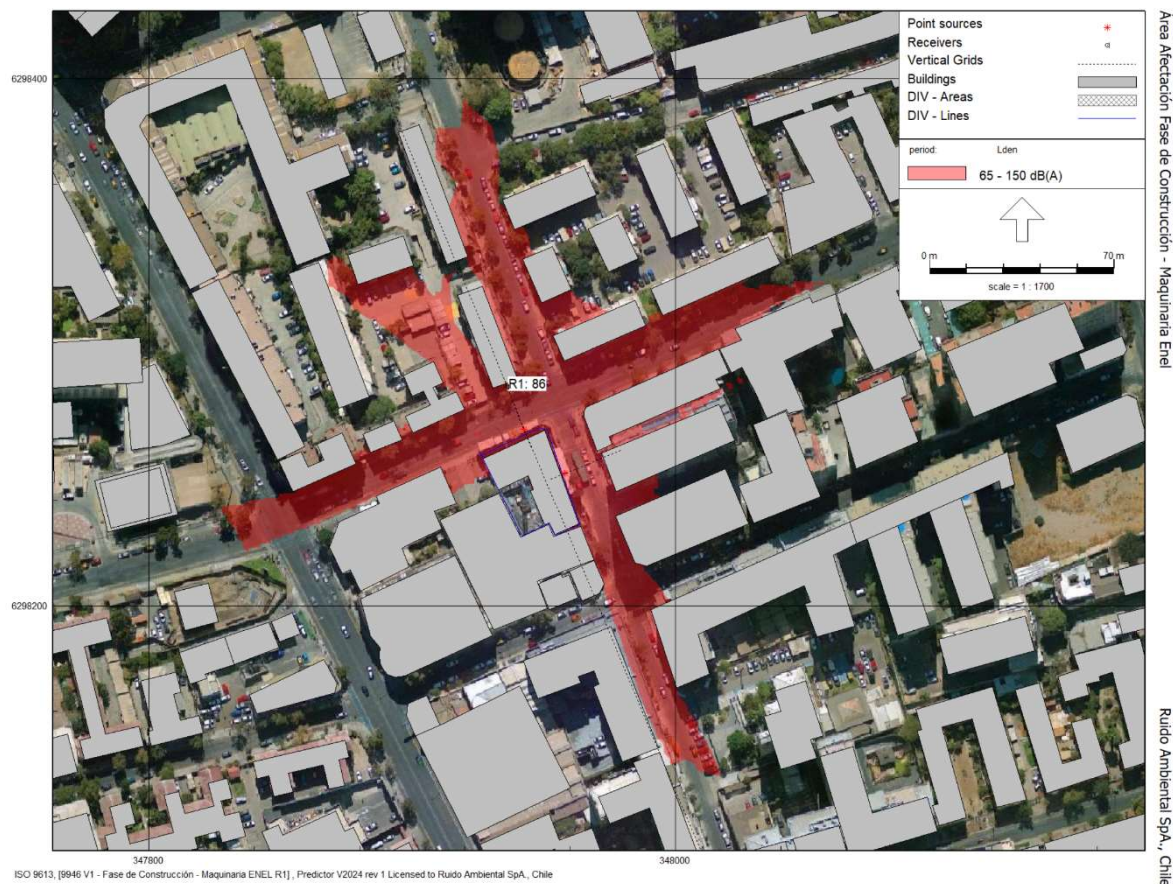 Point sources
Receivers
Vertical Grids
Buildings
DIV - Areas
DIV - Lines
period: Lden
65 - 150 dB(A)
0 m 70 m
scale = 1 : 1700
6298400
R1: 86
6298200
347800 348000
ISO 9613, [9946 V1 - Fase de Construcción - Maquinaria ENEL R1] , Predictor V2024 rev 1 Licensed to Ruido Ambiental SpA., Chile
Área Afectación Fase de Construcción - Maquinaria Enel
Ruido Ambiental SpA., Chile